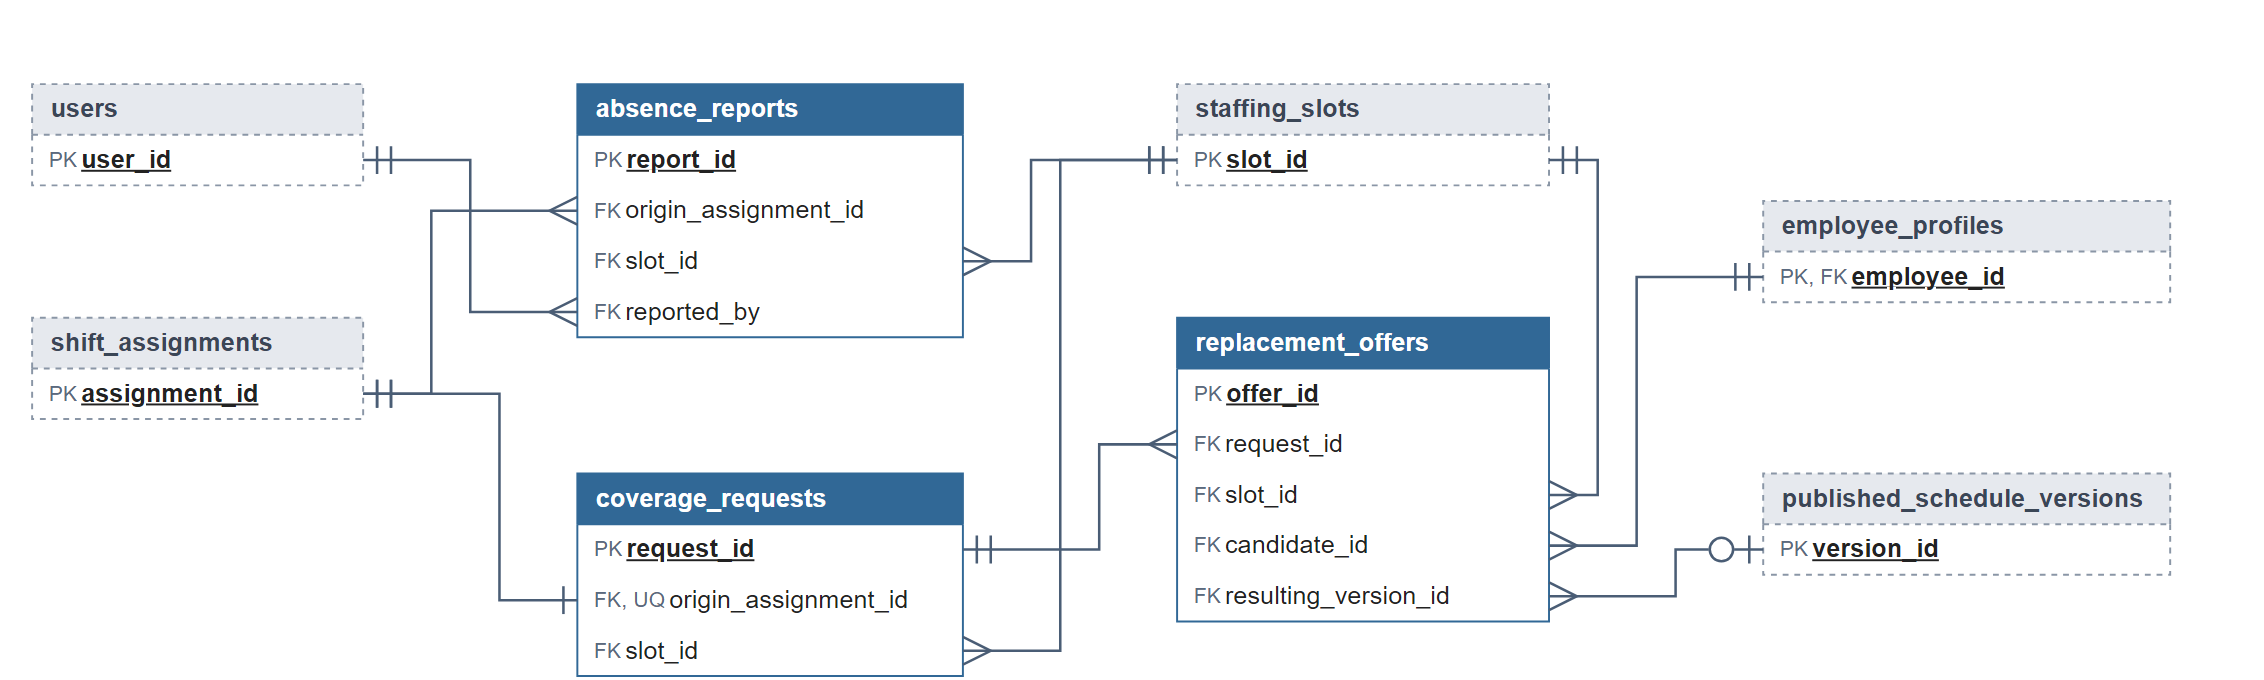 users
PK user_id
shift_assignments
PK assignment_id
absence_reports
PK report_id
FK origin_assignment_id
FK slot_id
FK reported_by
coverage_requests
PK request_id
FK, UQ origin_assignment_id
FK slot_id
staffing_slots
PK slot_id
replacement_offers
PK offer_id
FK request_id
FK slot_id
FK candidate_id
FK resulting_version_id
employee_profiles
PK, FK employee_id
published_schedule_versions
PK version_id